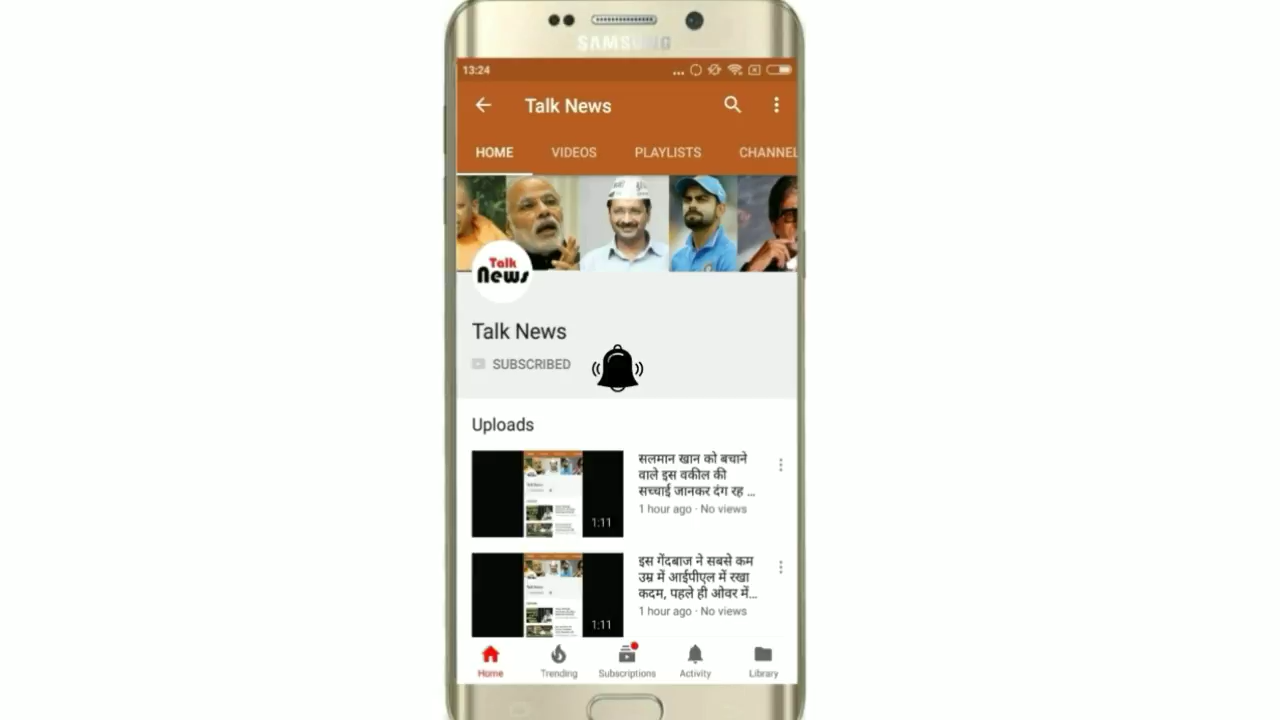 SAMSUNG
13:24
Talk News
HOME VIDEOS PLAYLISTS CHANNEL
Talk
News
Talk News
SUBSCRIBED
Uploads
सलमान खान को बचाने
वाले इस वकील की
सच्चाई जानकर दंग रह ...
1 hour ago · No views
1:11
इस गेंदबाज ने सबसे कम
उम्र में आईपीएल में रखा
कदम, पहले ही ओवर में...
1 hour ago · No views
1:11
Home Trending Subscriptions Activity Library